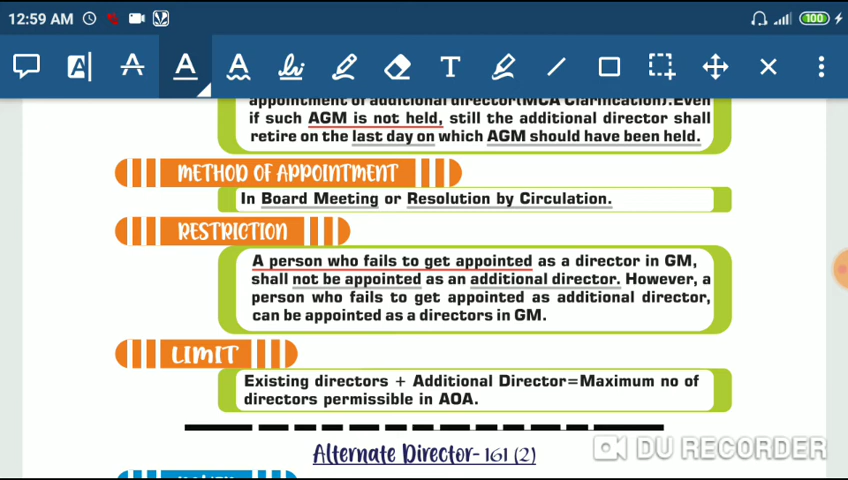 12:59 AM
100
A
A
A
A
T
appointment of additional director(MCA Clarification).Even
if such AGM is not held, still the additional director shall
retire on the last day on which AGM should have been held.
METHOD OF APPOINTMENT
In Board Meeting or Resolution by Circulation.
RESTRICTION
A person who fails to get appointed as a director in GM,
shall not be appointed as an additional director. However, a
person who fails to get appointed as additional director,
can be appointed as a directors in GM.
LIMIT
Existing directors + Additional Director=Maximum no of
directors permissible in AOA.
Alternate Director- 161 (2)
DU RECORDER